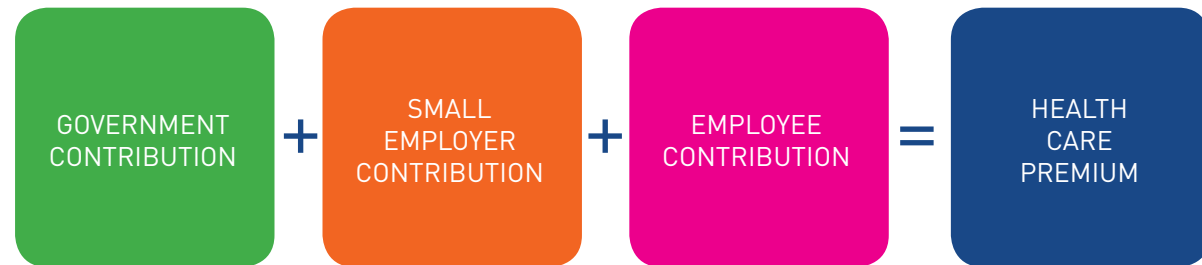 GOVERNMENT
CONTRIBUTION
+
SMALL
EMPLOYER
CONTRIBUTION
+
EMPLOYEE
CONTRIBUTION
=
HEALTH
CARE
PREMIUM